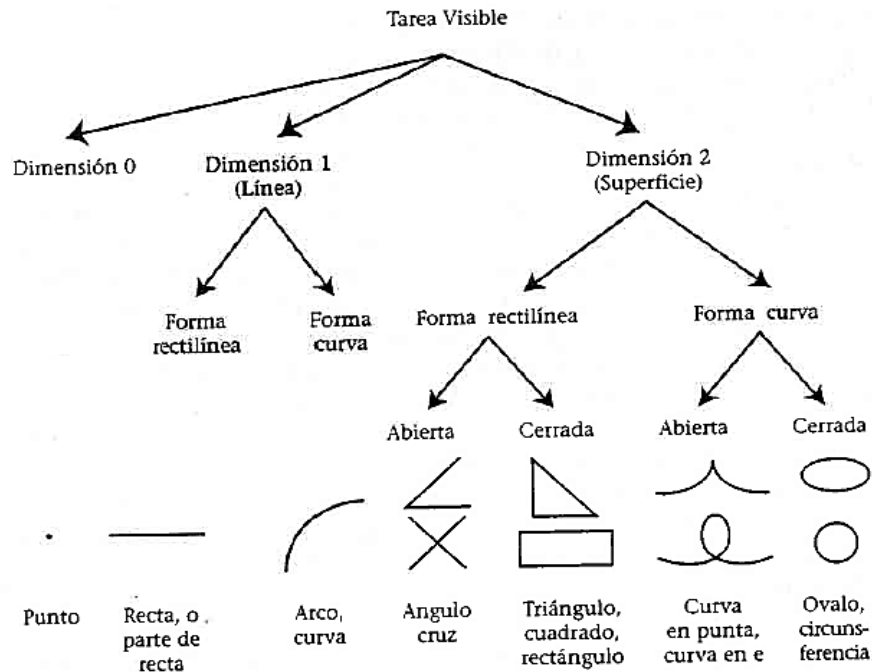 Tarea Visible
Dimensión 0
Dimensión 1
(Línea)
Dimensión 2
(Superficie)
Forma
rectilínea
Forma
curva
Forma rectilínea
Forma curva
Abierta
Cerrada
Abierta
Cerrada
Punto
Recta, o
parte de
recta
Arco,
curva
Angulo
cruz
Triángulo,
cuadrado,
rectángulo
Curva
en punta,
curva en e
Ovalo,
circuns-
ferencia